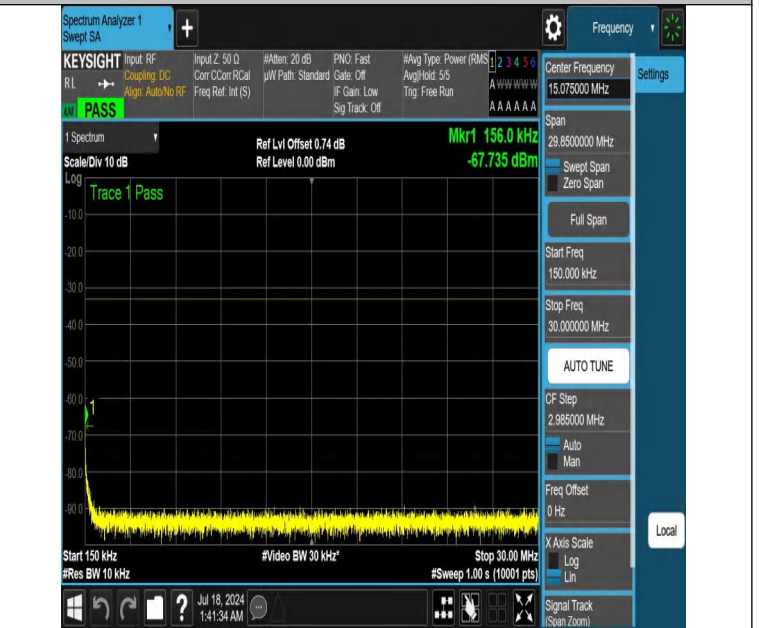 Spectrum Analyzer 1
Swept SA
+
Frequency
KEYSIGHT
RL
PASS
Input: RF
Coupling: DC
Align: Auto/No RF
Input Z: 50 Ω
Corr CCorr RCal
Freq Ref: Int (S)
#Atten: 20 dB
µW Path: Standard
PNO: Fast
Gate: Off
IF Gain: Low
Sig Track: Off
#Avg Type: Power (RMS
Avg|Hold: 5/5
Trig: Free Run
1 2 3 4 5 6
A W W W W W
A A A A A A
1 Spectrum
Scale/Div 10 dB
Log
Ref Lvl Offset 0.74 dB
Ref Level 0.00 dBm
Mkr1 156.0 kHz
-67.735 dBm
Trace 1 Pass
-10.0
-20.0
-30.0
-40.0
-50.0
-60.0
1
-70.0
-80.0
-90.0
Start 150 kHz
#Res BW 10 kHz
#Video BW 30 kHz*
Stop 30.00 MHz
#Sweep 1.00 s (10001 pts)
Jul 18, 2024
1:41:34 AM
Center Frequency
15.075000 MHz
Span
29.8500000 MHz
Swept Span
Zero Span
Full Span
Start Freq
150.000 kHz
Stop Freq
30.000000 MHz
AUTO TUNE
CF Step
2.985000 MHz
Auto
Man
Freq Offset
0 Hz
X Axis Scale
Log
Lin
Signal Track
(Span Zoom)
Settings
Local